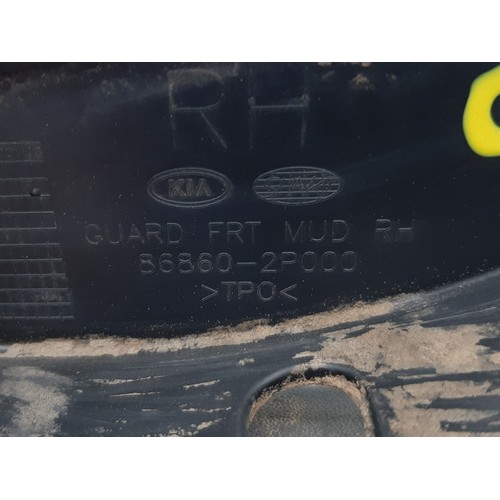 RH
KIA
GUARD FRT MUD RH
86860-2P000
>TPO<